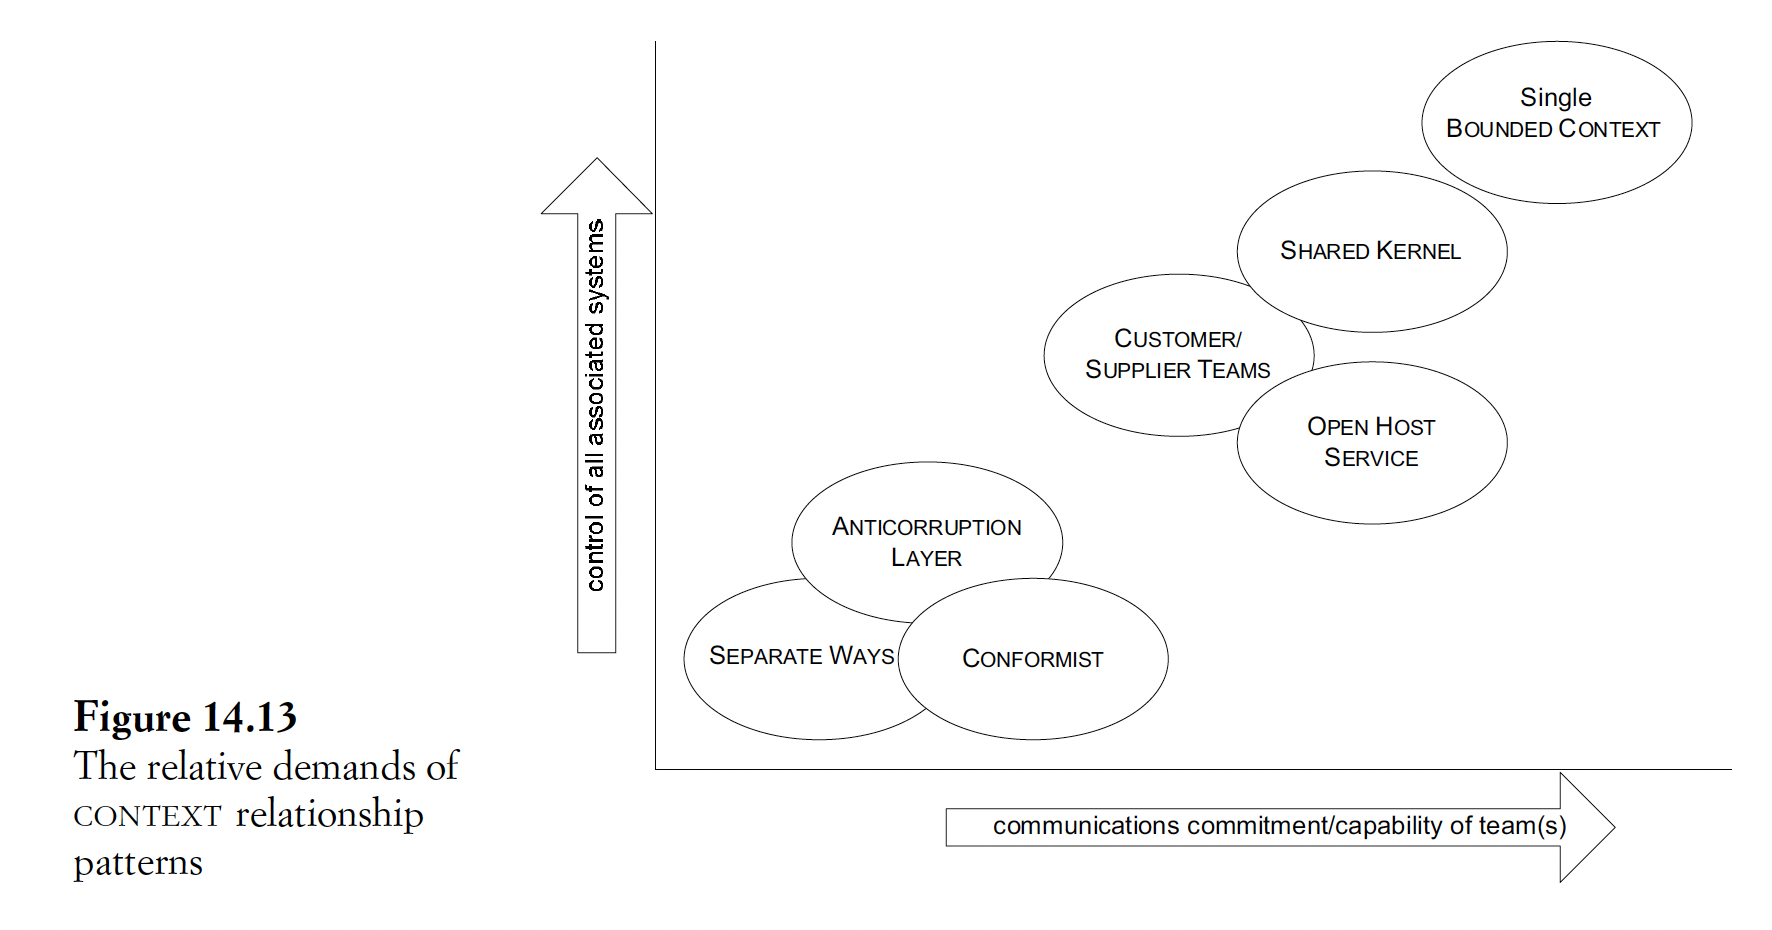 Single
BOUNDED CONTEXT
SHARED KERNEL
CUSTOMER/
SUPPLIER TEAMS
OPEN HOST
SERVICE
ANTICORRUPTION
LAYER
SEPARATE WAYS
CONFORMIST
control of all associated systems
communications commitment/capability of team(s)
Figure 14.13
The relative demands of
CONTEXT relationship
patterns